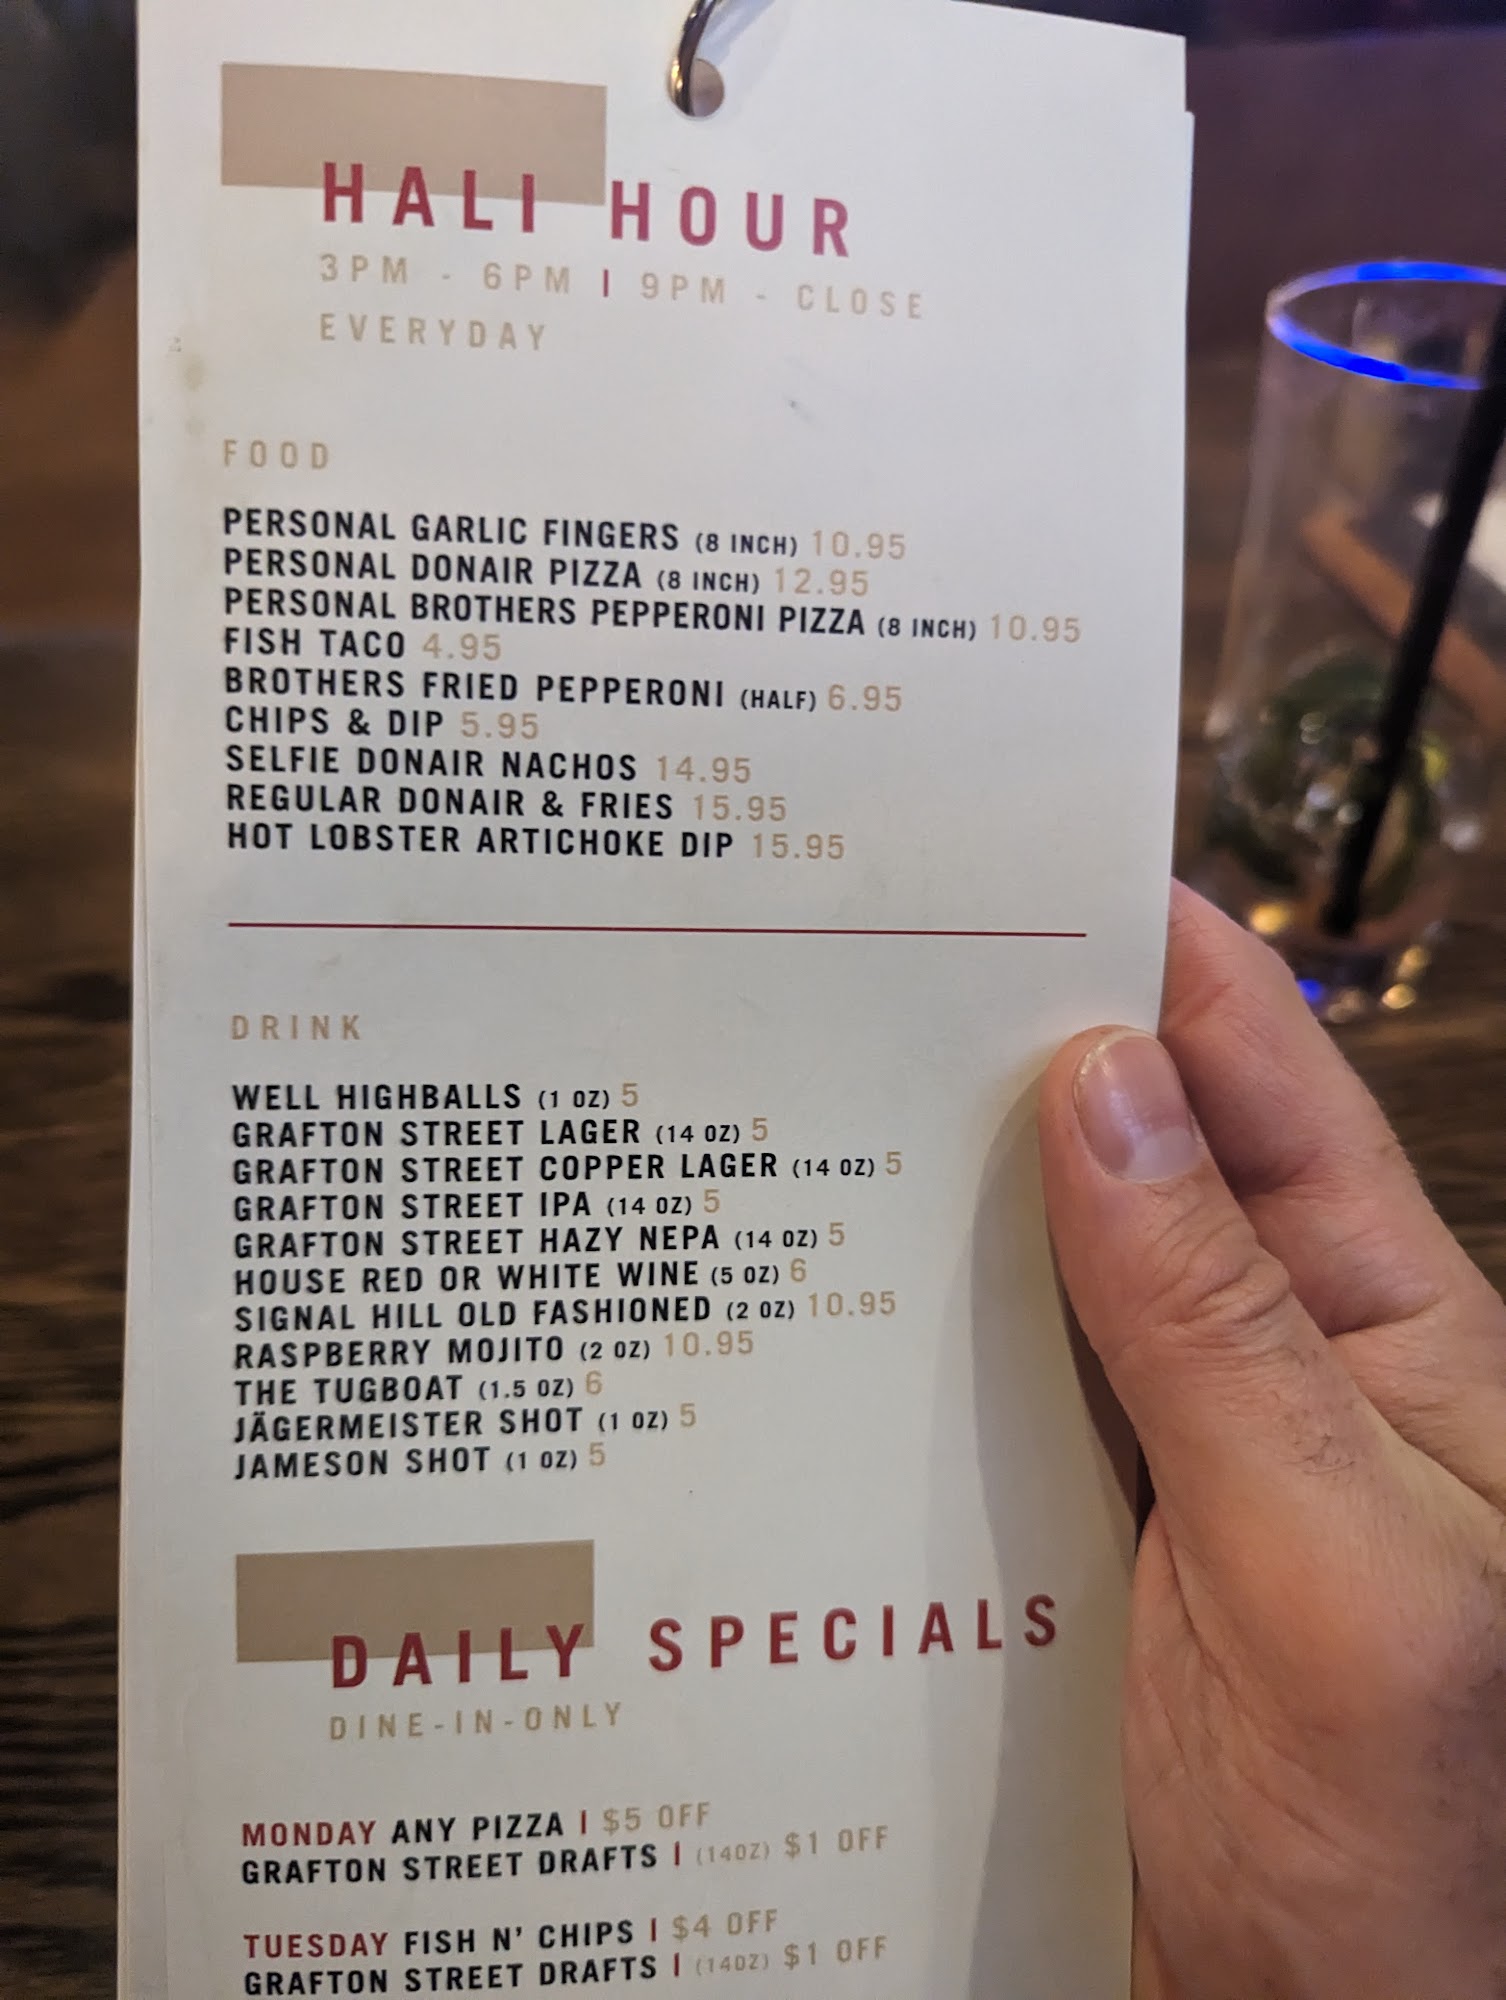 HALI HOUR
3PM - 6PM | 9PM - CLOSE
EVERYDAY
FOOD
PERSONAL GARLIC FINGERS (8 INCH) 10.95
PERSONAL DONAIR PIZZA (8 INCH) 12.95
PERSONAL BROTHERS PEPPERONI PIZZA (8 INCH) 10.95
FISH TACO 4.95
BROTHERS FRIED PEPPERONI (HALF) 6.95
CHIPS & DIP 5.95
SELFIE DONAIR NACHOS 14.95
REGULAR DONAIR & FRIES 15.95
HOT LOBSTER ARTICHOKE DIP 15.95
DRINK
WELL HIGHBALLS (1 OZ) 5
GRAFTON STREET LAGER (14 OZ) 5
GRAFTON STREET COPPER LAGER (14 OZ) 5
GRAFTON STREET IPA (14 OZ) 5
GRAFTON STREET HAZY NEPA (14 OZ) 5
HOUSE RED OR WHITE WINE (5 OZ) 6
SIGNAL HILL OLD FASHIONED (2 OZ) 10.95
RASPBERRY MOJITO (2 OZ) 10.95
THE TUGBOAT (1.5 OZ) 6
JÄGERMEISTER SHOT (1 OZ) 5
JAMESON SHOT (1 OZ) 5
DAILY SPECIALS
DINE-IN-ONLY
MONDAY ANY PIZZA | $5 OFF
GRAFTON STREET DRAFTS | (14OZ) $1 OFF
TUESDAY FISH N' CHIPS | $4 OFF
GRAFTON STREET DRAFTS | (14OZ) $1 OFF